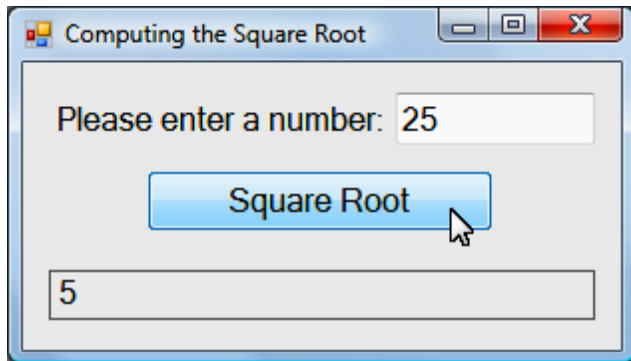 Computing the Square Root
Please enter a number: 25
Square Root
5